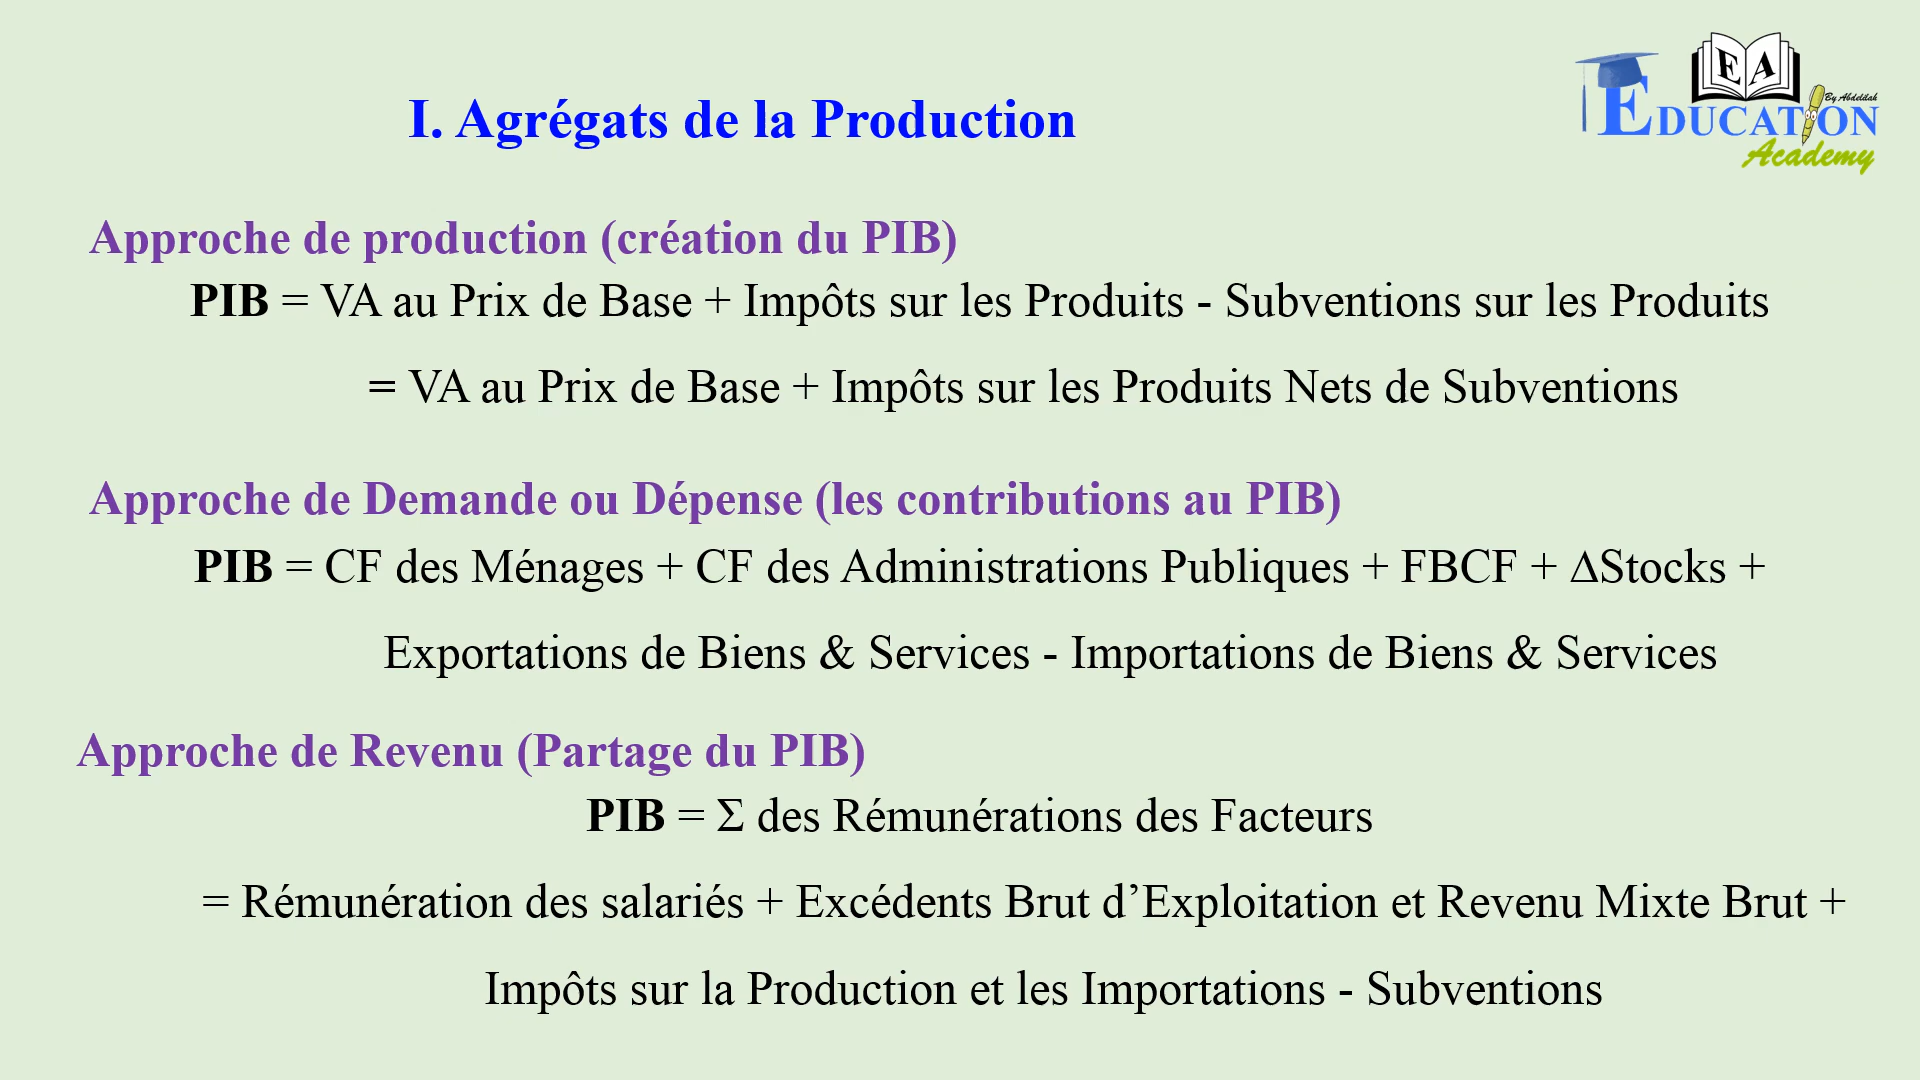 EA
EDUCATION
By Abdelilah
Academy
I. Agrégats de la Production
Approche de production (création du PIB)
PIB = VA au Prix de Base + Impôts sur les Produits - Subventions sur les Produits
= VA au Prix de Base + Impôts sur les Produits Nets de Subventions
Approche de Demande ou Dépense (les contributions au PIB)
PIB = CF des Ménages + CF des Administrations Publiques + FBCF + ΔStocks +
Exportations de Biens & Services - Importations de Biens & Services
Approche de Revenu (Partage du PIB)
PIB = Σ des Rémunérations des Facteurs
= Rémunération des salariés + Excédents Brut d’Exploitation et Revenu Mixte Brut +
Impôts sur la Production et les Importations - Subventions